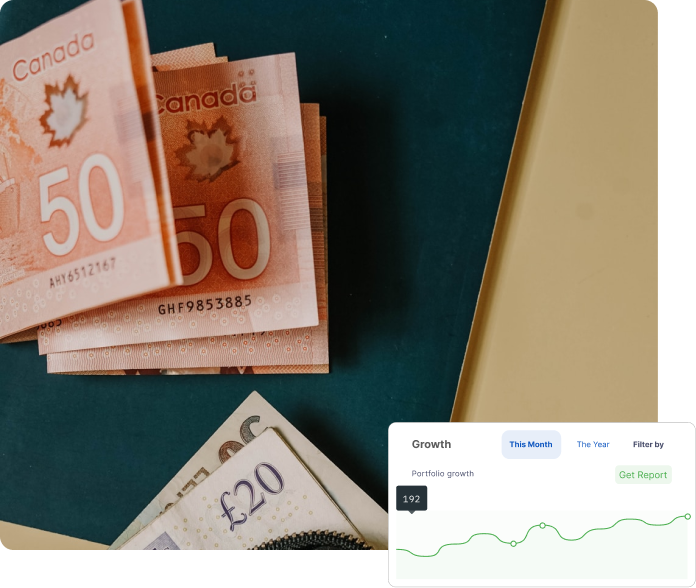 Canada
50
AHY6512167
Canada
50
GHF9853885
£20
Growth
This Month
The Year
Filter by
Portfolio growth
Get Report
192